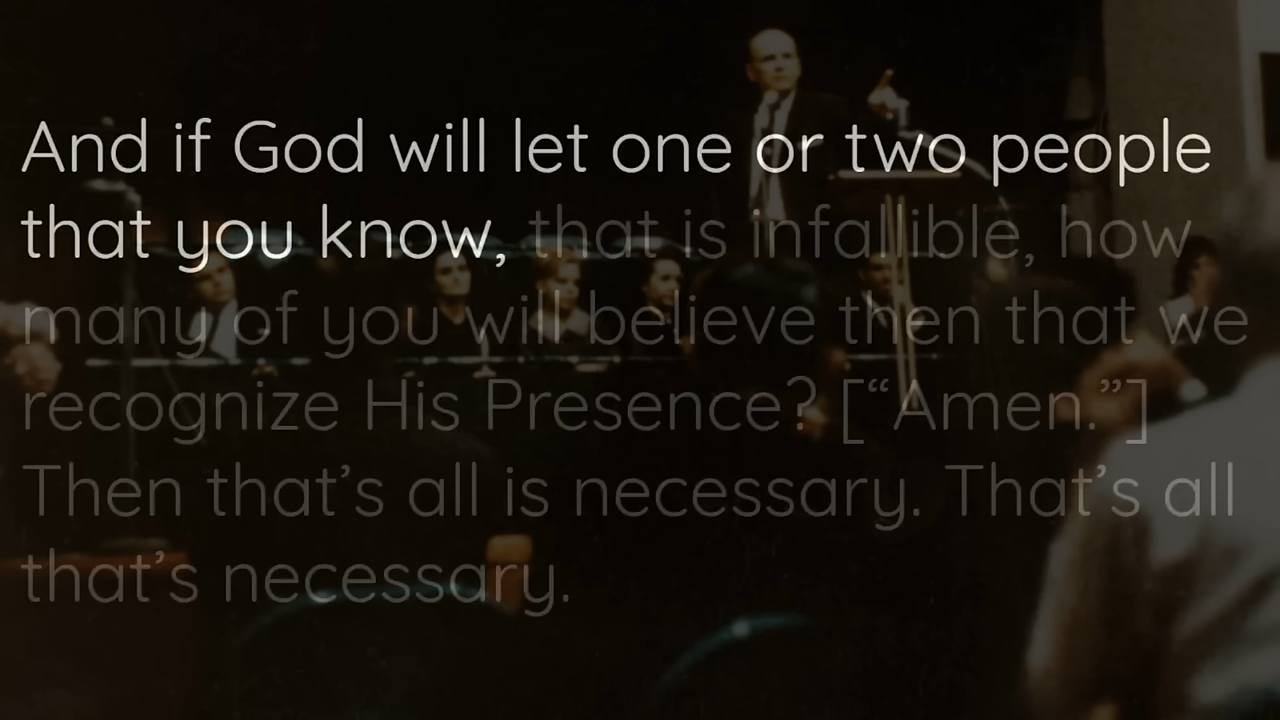 And if God will let one or two people
that you know, that is infallible, how
many of you will believe then that we
recognize His Presence? [“Amen.”]
Then that’s all is necessary. That’s all
that’s necessary.